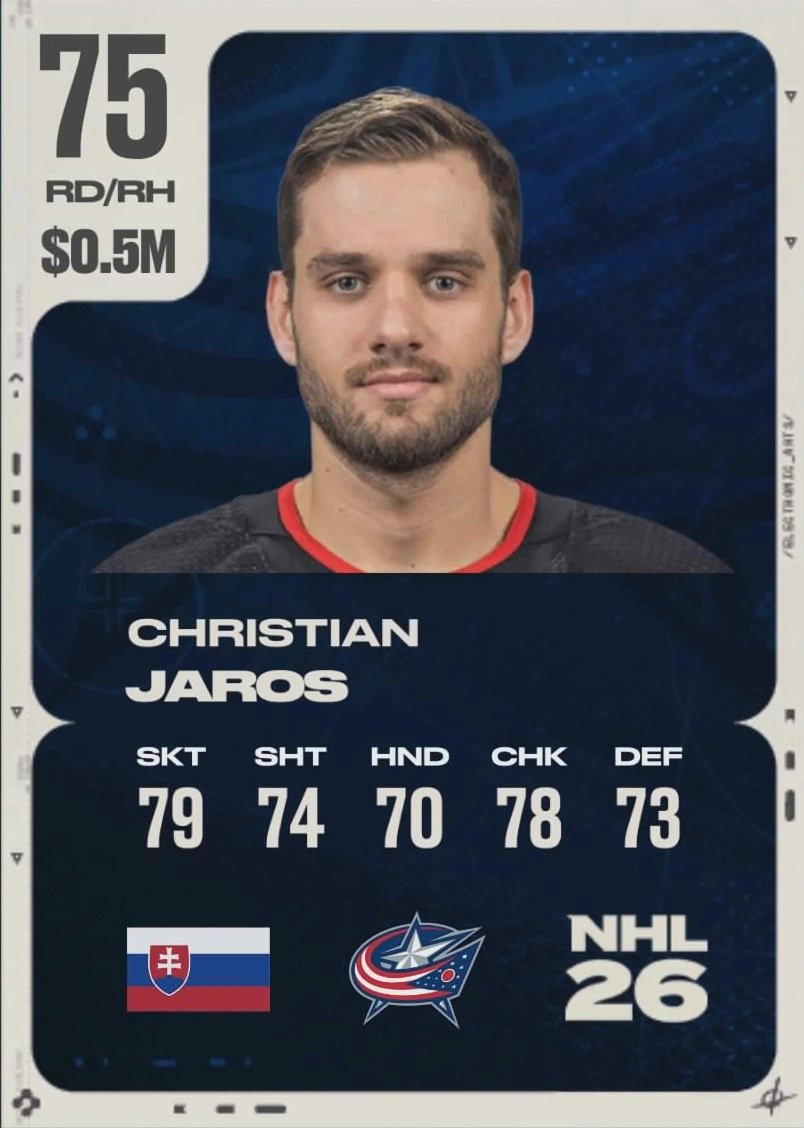 75
RD/RH
$0.5M
CHRISTIAN
JAROS
SKT SHT HND CHK DEF
79 74 70 78 73
NHL
26
/ELECTRONIC_ARTS/